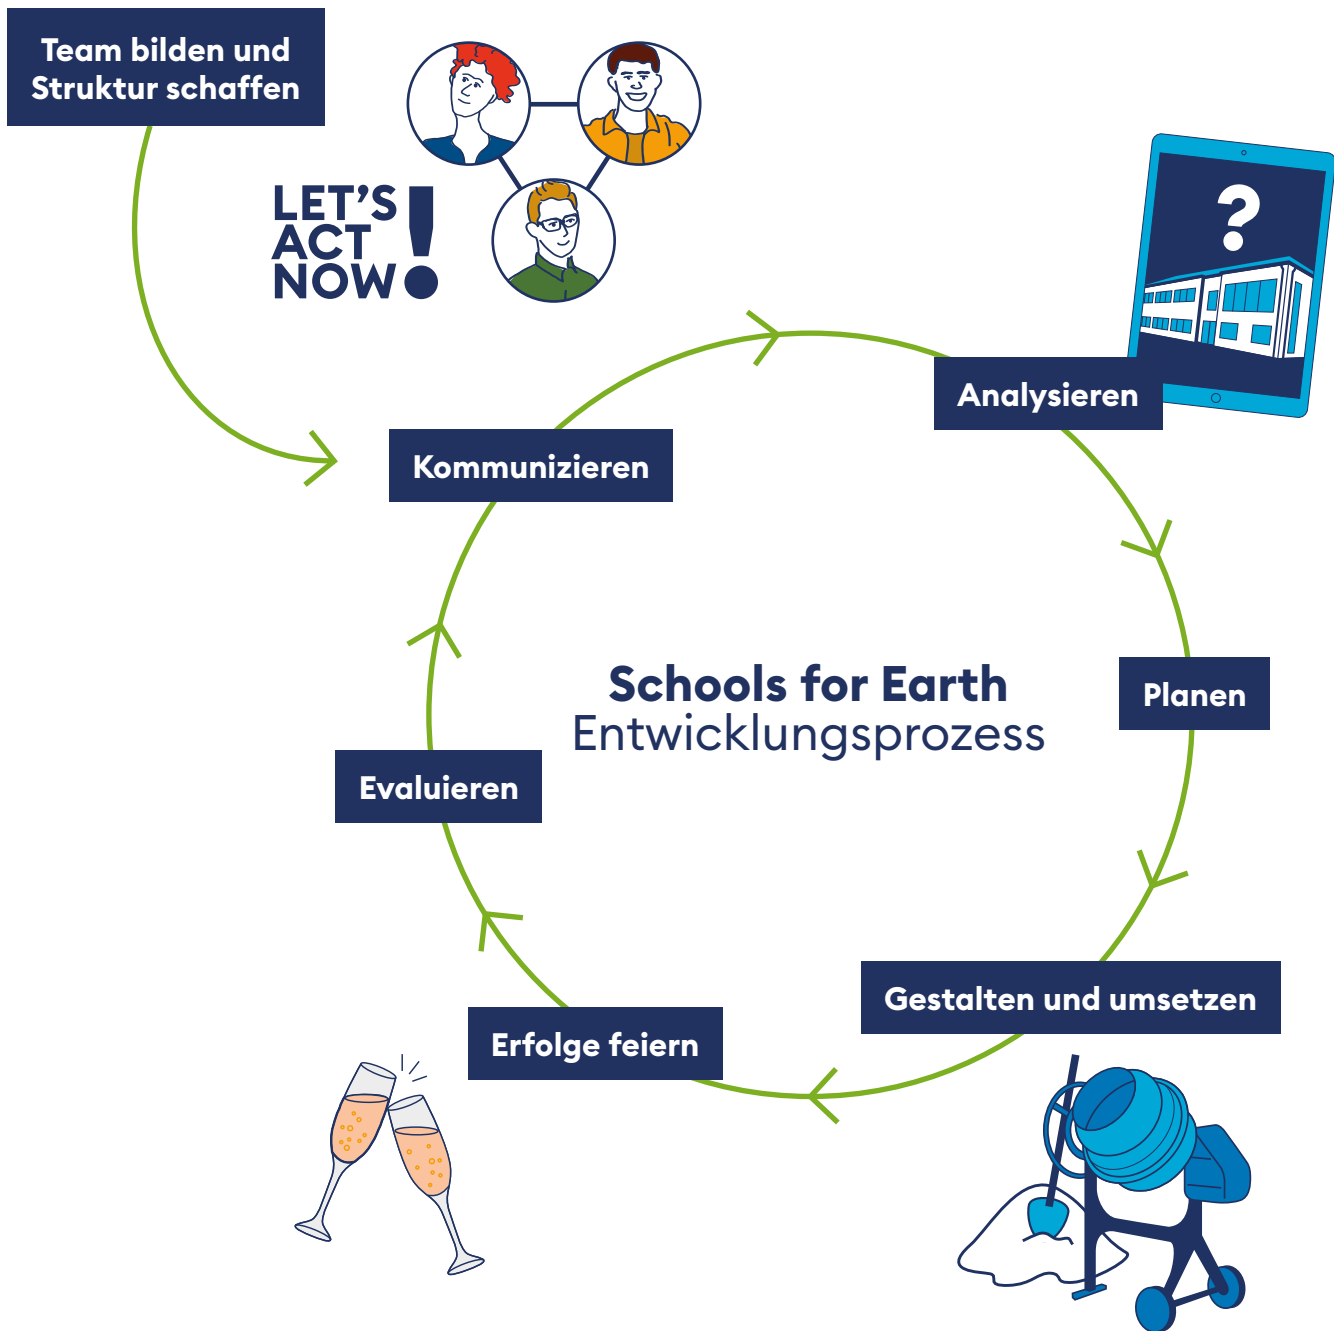 Team bilden und
Struktur schaffen
LET'S
ACT
NOW!
?
Analysieren
Kommunizieren
Schools for Earth
Entwicklungsprozess
Planen
Evaluieren
Gestalten und umsetzen
Erfolge feiern